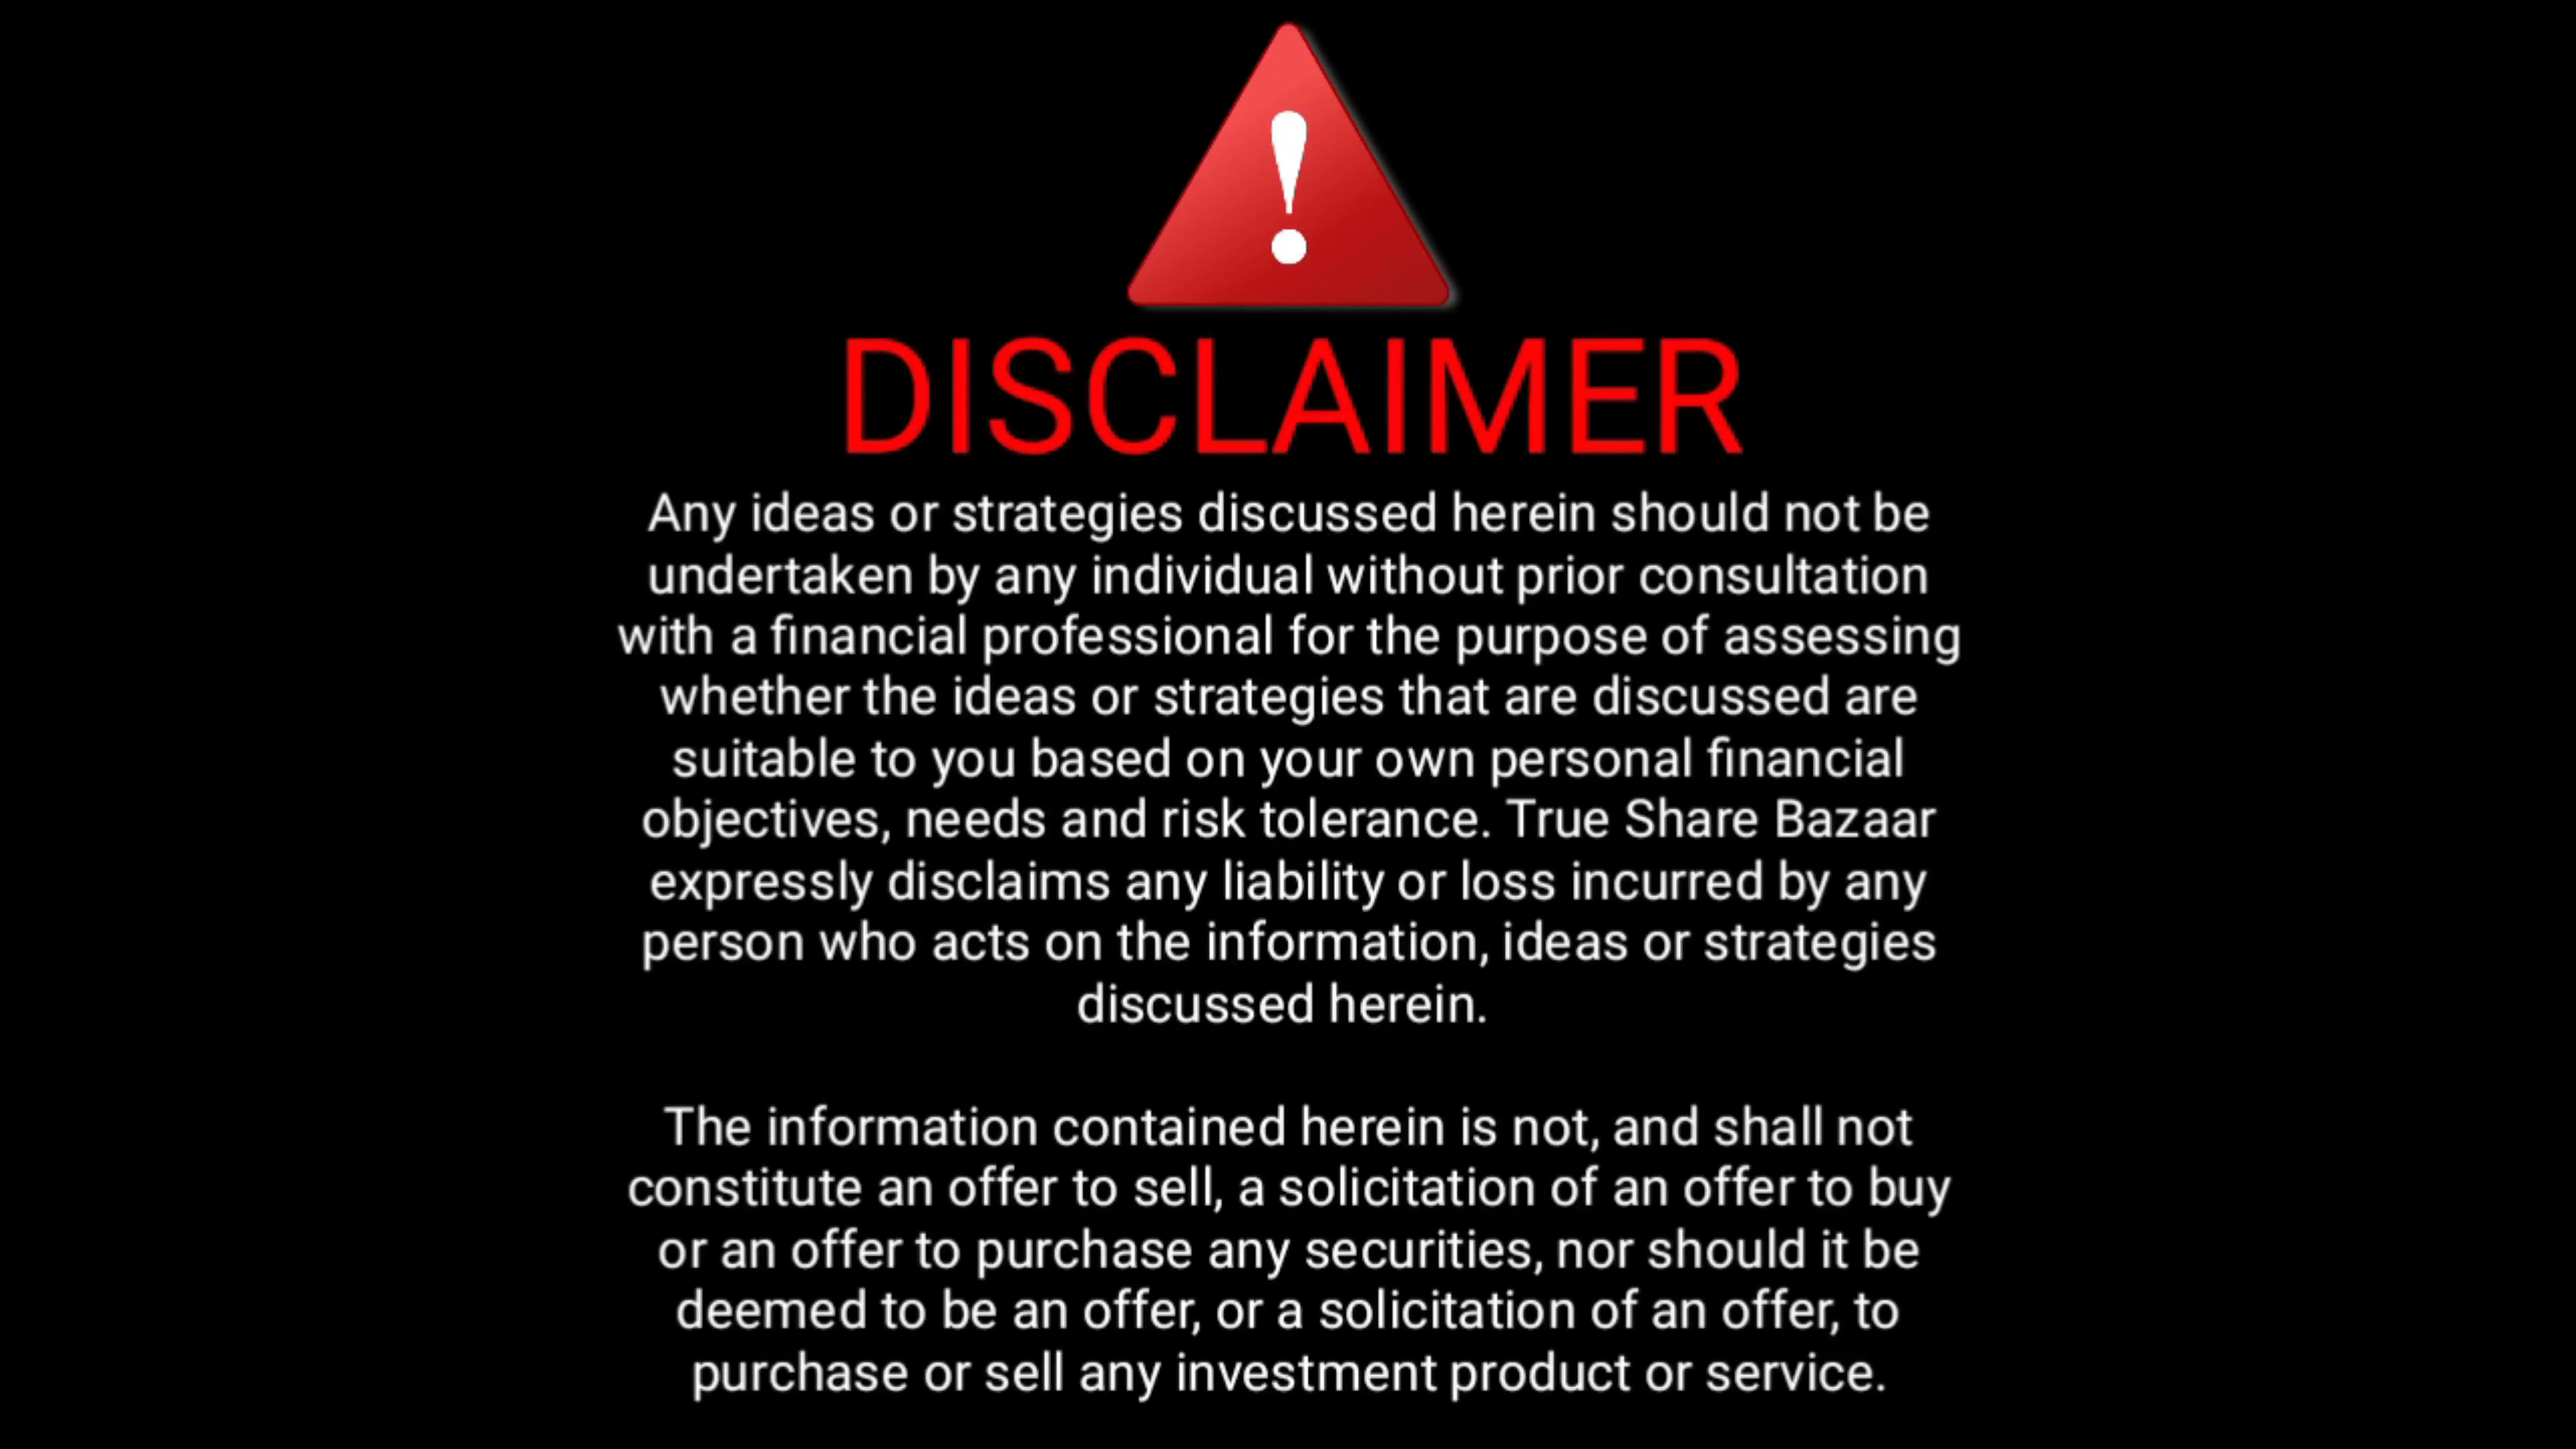 !
DISCLAIMER
Any ideas or strategies discussed herein should not be
undertaken by any individual without prior consultation
with a financial professional for the purpose of assessing
whether the ideas or strategies that are discussed are
suitable to you based on your own personal financial
objectives, needs and risk tolerance. True Share Bazaar
expressly disclaims any liability or loss incurred by any
person who acts on the information, ideas or strategies
discussed herein.
The information contained herein is not, and shall not
constitute an offer to sell, a solicitation of an offer to buy
or an offer to purchase any securities, nor should it be
deemed to be an offer, or a solicitation of an offer, to
purchase or sell any investment product or service.